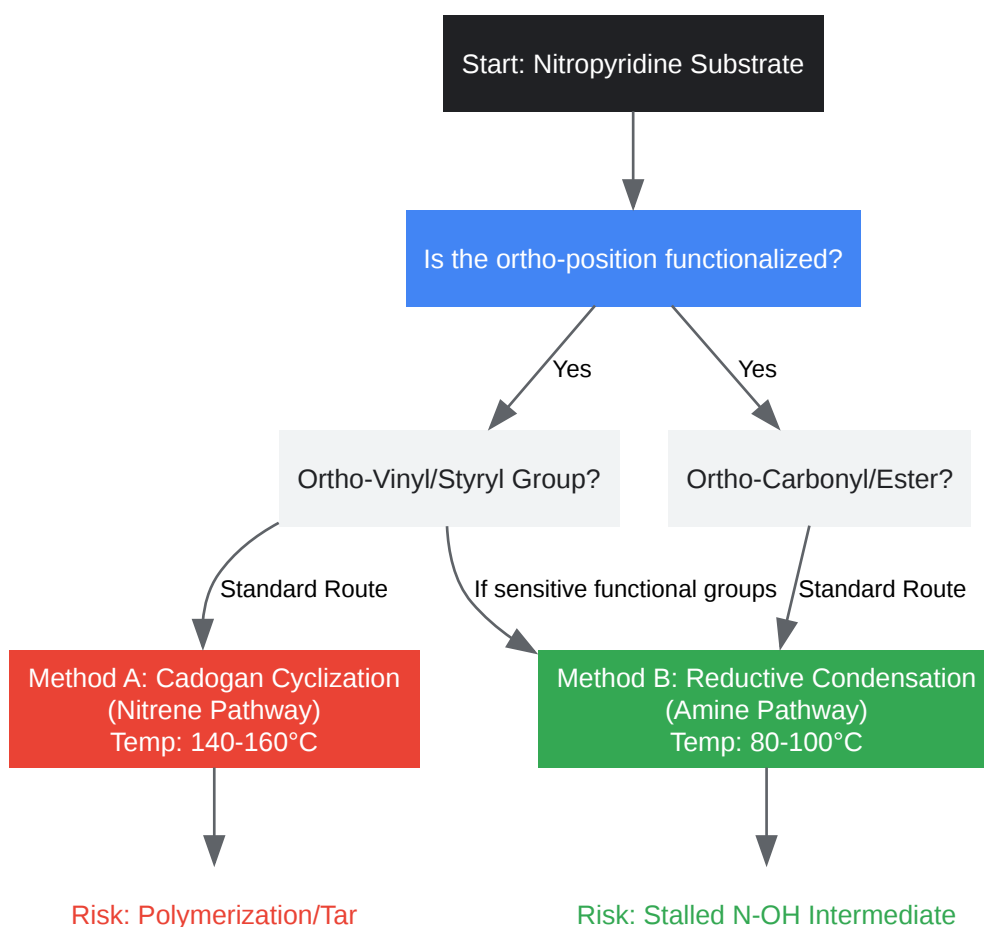 Start: Nitropyridine Substrate
Is the ortho-position functionalized?
Yes
Yes
Ortho-Vinyl/Styryl Group?
Ortho-Carbonyl/Ester?
Standard Route
If sensitive functional groups
Standard Route
Method A: Cadogan Cyclization
(Nitrene Pathway)
Temp: 140-160°C
Method B: Reductive Condensation
(Amine Pathway)
Temp: 80-100°C
Risk: Polymerization/Tar
Risk: Stalled N-OH Intermediate